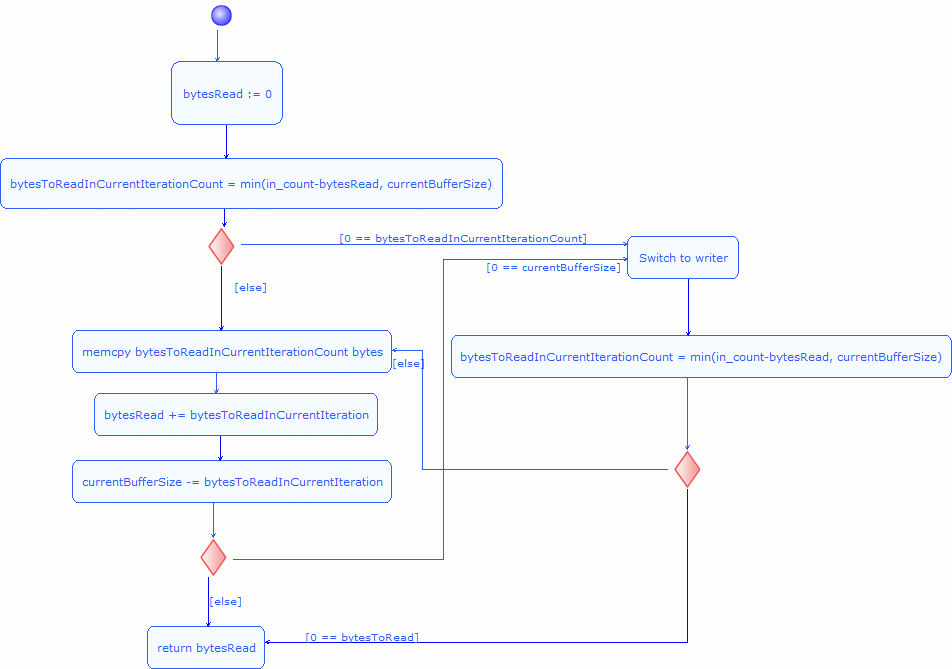 bytesRead := 0
bytesToReadInCurrentIterationCount = min(in_count-bytesRead, currentBufferSize)
[0 == bytesToReadInCurrentIterationCount]
Switch to writer
[0 == currentBufferSize]
[else]
memcpy bytesToReadInCurrentIterationCount bytes
[else]
bytesToReadInCurrentIterationCount = min(in_count-bytesRead, currentBufferSize)
bytesRead += bytesToReadInCurrentIteration
currentBufferSize -= bytesToReadInCurrentIteration
[else]
[0 == bytesToRead]
return bytesRead